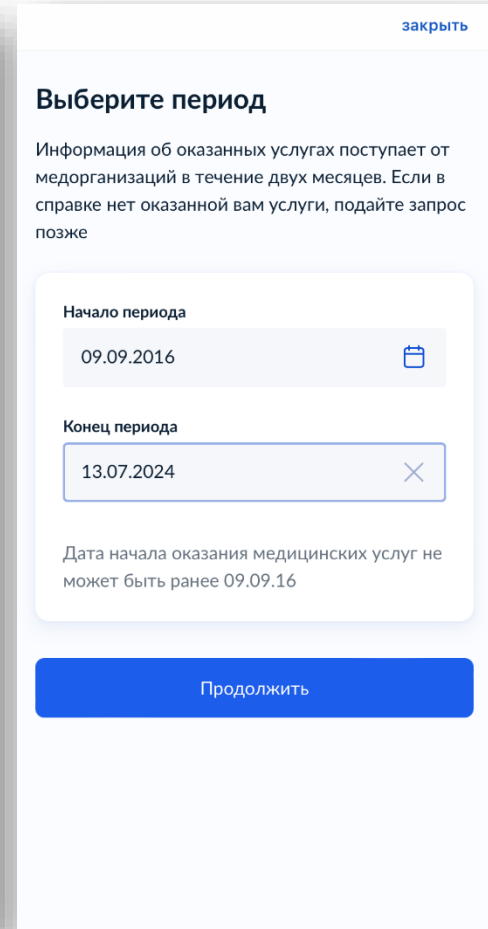 закрыть
Выберите период
Информация об оказанных услугах поступает от
медорганизаций в течение двух месяцев. Если в
справке нет оказанной вам услуги, подайте запрос
позже
Начало периода
09.09.2016
Конец периода
13.07.2024
Дата начала оказания медицинских услуг не
может быть ранее 09.09.16
Продолжить